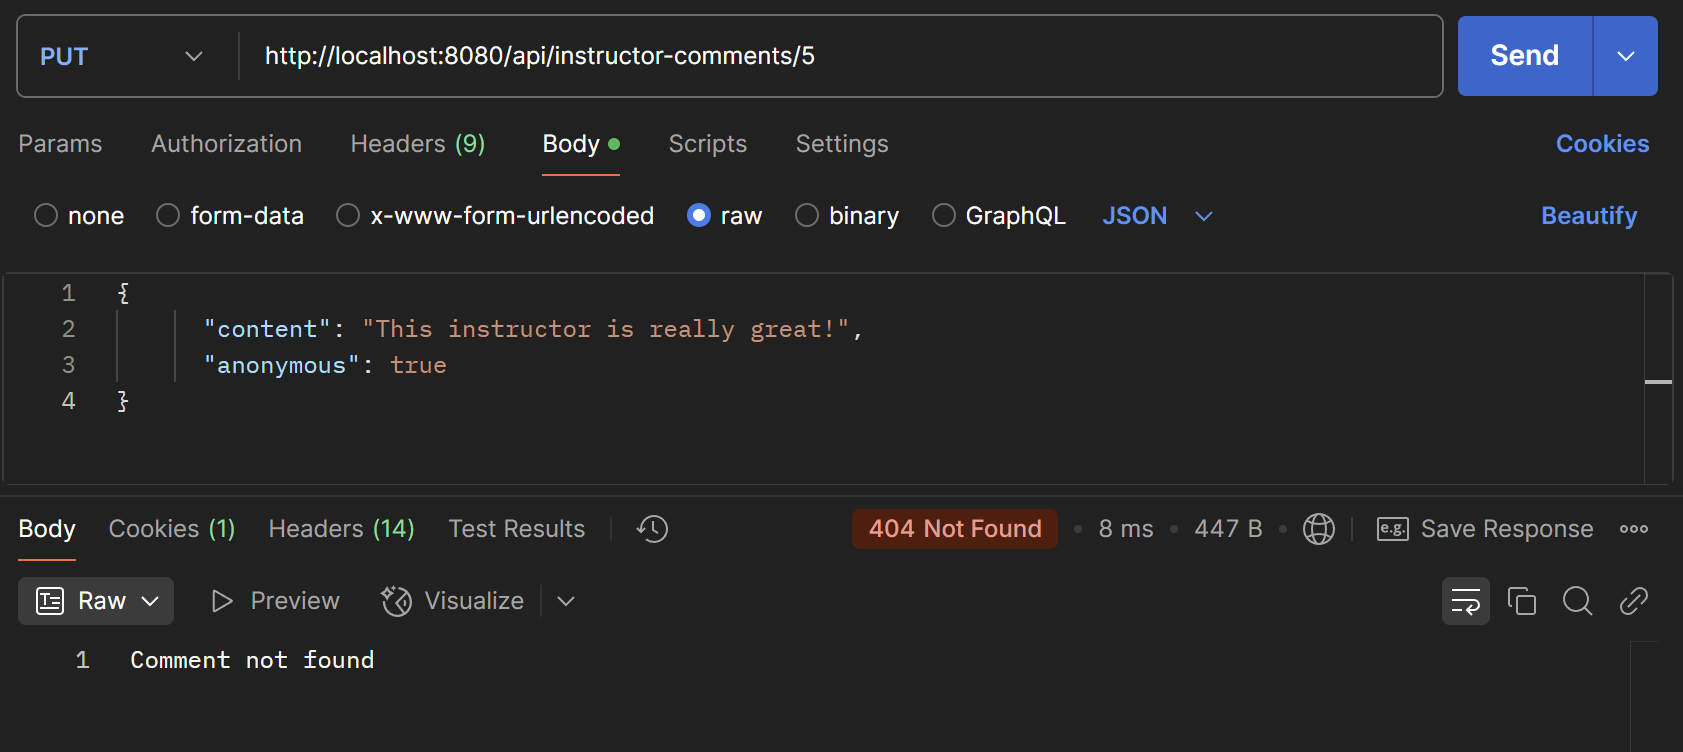 PUT http://localhost:8080/api/instructor-comments/5 Send
Params Authorization Headers (9) Body Scripts Settings Cookies
none form-data x-www-form-urlencoded raw binary GraphQL JSON Beautify
1 {
2 "content": "This instructor is really great!",
3 "anonymous": true
4 }
Body Cookies (1) Headers (14) Test Results 404 Not Found 8 ms 447 B e.g. Save Response
Raw Preview Visualize
1 Comment not found